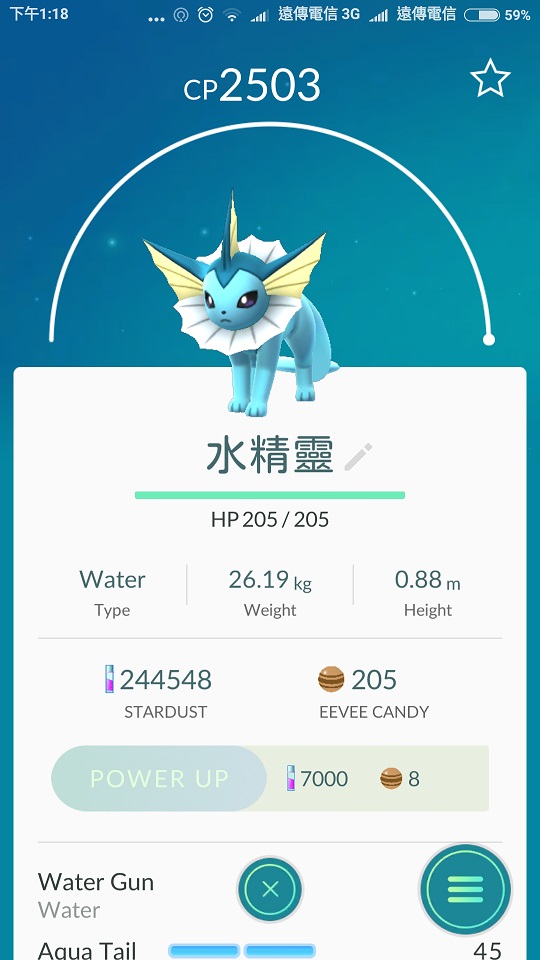 下午1:18 ... 遠傳電信 3G 遠傳電信 59%
CP2503
水精靈
HP 205 / 205
Water 26.19 kg 0.88 m
Type Weight Height
244548 205
STARDUST EEVEE CANDY
POWER UP 7000 8
Water Gun
Water
Aqua Tail 45